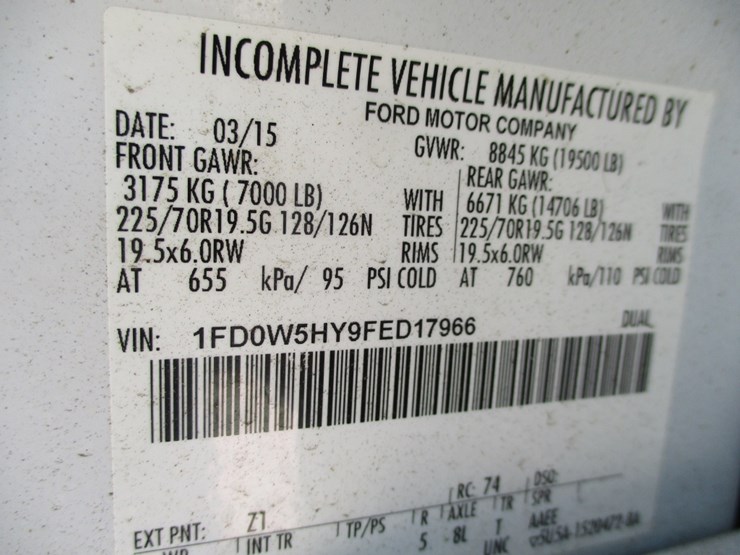 INCOMPLETE VEHICLE MANUFACTURED BY
FORD MOTOR COMPANY
DATE: 03/15
GVWR: 8845 KG (19500 LB)
FRONT GAWR:
REAR GAWR:
3175 KG ( 7000 LB) WITH
6671 KG (14706 LB) WITH
225/70R19.5G 128/126N TIRES
225/70R19.5G 128/126N TIRES
19.5x6.0RW RIMS
19.5x6.0RW RIMS
AT 655 kPa/ 95 PSI COLD
AT 760 kPa/110 PSI COLD
VIN: 1FD0W5HY9FED17966
DUAL
EXT PNT: Z1 RC: 74 DSO:
WB INT TR TP/PS R AXLE TR SPR
5 8L T AAEE